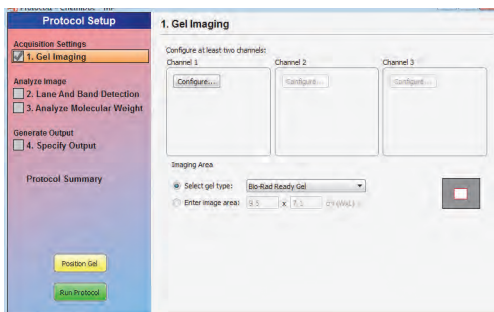 Protocol Setup
Acquisition Settings
1. Gel Imaging
Analyze Image
2. Lane And Band Detection
3. Analyze Molecular Weight
Generate Output
4. Specify Output
Protocol Summary
Position Gel
Run Protocol
1. Gel Imaging
Configure at least two channels:
Channel 1 Channel 2 Channel 3
Configure... Configure... Configure...
Imaging Area
Select gel type: Bio-Rad Ready Gel
Enter image area: x